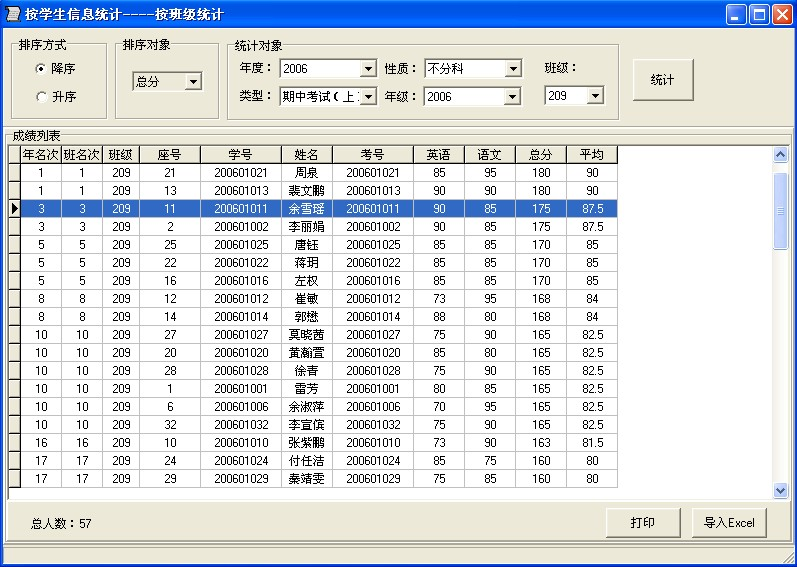 按学生信息统计----按班级统计
排序方式 排序对象 统计对象
降序 总分 年度： 2006 性质： 不分科 班级： 统计
升序 类型： 期中考试（上 年级： 2006 209
成绩列表
年名次 班名次 班级 座号 学号 姓名 考号 英语 语文 总分 平均
1 1 209 21 200601021 周泉 200601021 85 95 180 90
1 1 209 13 200601013 裴文鹏 200601013 90 90 180 90
3 3 209 11 200601011 余雪瑶 200601011 90 85 175 87.5
3 3 209 2 200601002 李丽娟 200601002 90 85 175 87.5
5 5 209 25 200601025 唐钰 200601025 85 85 170 85
5 5 209 22 200601022 蒋玥 200601022 85 85 170 85
5 5 209 16 200601016 左权 200601016 85 85 170 85
8 8 209 12 200601012 崔敏 200601012 73 95 168 84
8 8 209 14 200601014 郭懋 200601014 88 80 168 84
10 10 209 27 200601027 莫晓茜 200601027 75 90 165 82.5
10 10 209 20 200601020 黄瀚萱 200601020 85 80 165 82.5
10 10 209 28 200601028 徐青 200601028 75 90 165 82.5
10 10 209 1 200601001 雷芳 200601001 80 85 165 82.5
10 10 209 6 200601006 余淑萍 200601006 70 95 165 82.5
10 10 209 32 200601032 李宣傧 200601032 75 90 165 82.5
16 16 209 10 200601010 张紫鹏 200601010 73 90 163 81.5
17 17 209 24 200601024 付任洁 200601024 85 75 160 80
17 17 209 29 200601029 秦靖雯 200601029 75 85 160 80
总人数：57 打印 导入Excel